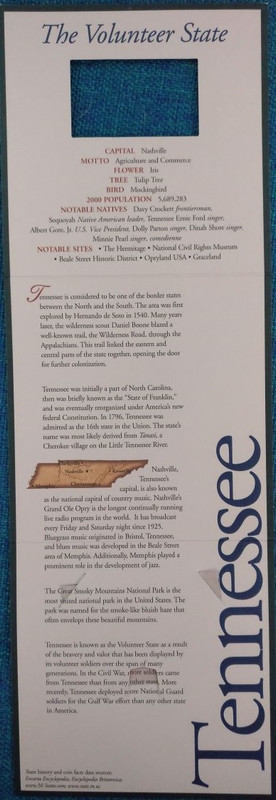 The Volunteer State
CAPITAL Nashville
MOTTO Agriculture and Commerce
FLOWER Iris
TREE Tulip Tree
BIRD Mockingbird
2000 POPULATION 5,689,283
NOTABLE NATIVES Davy Crockett frontiersman,
Sequoyah Native American leader, Tennessee Ernie Ford singer,
Albert Gore, Jr. U.S. Vice President, Dolly Parton singer, Dinah Shore singer,
Minnie Pearl singer, comedienne
NOTABLE SITES • The Hermitage • National Civil Rights Museum
• Beale Street Historic District • Opryland USA • Graceland
Tennessee is considered to be one of the border states
between the North and the South. The area was first
explored by Hernando de Soto in 1540. Many years
later, the wilderness scout Daniel Boone blazed a
well-known trail, the Wilderness Road, through the
Appalachians. This trail linked the eastern and
central parts of the state together, opening the door
for further colonization.
Tennessee was initially a part of North Carolina,
then was briefly known as the "State of Franklin,"
and was eventually reorganized under America's new
federal Constitution. In 1796, Tennessee was
admitted as the 16th state in the Union. The state's
name was most likely derived from Tanasi, a
Cherokee village on the Little Tennessee River.
Nashville
Nashville,
Tennessee's
capital, is also known
as the national capital of country music. Nashville's
Grand Ole Opry is the longest continually running
live radio program in the world. It has broadcast
every Friday and Saturday night since 1925.
Bluegrass music originated in Bristol, Tennessee,
and blues music was developed in the Beale Street
area of Memphis. Additionally, Memphis played a
prominent role in the development of jazz.
The Great Smoky Mountains National Park is the
most visited national park in the United States. The
park was named for the smoke-like bluish haze that
often envelops these beautiful mountains.
Tennessee is known as the Volunteer State as a result
of the bravery and valor that has been displayed by
its volunteer soldiers over the span of many
generations. In the Civil War, more soldiers came
from Tennessee than from any other state. More
recently, Tennessee deployed more National Guard
soldiers for the Gulf War effort than any other state
in America.
Tennessee
State history and coin facts data sources:
Encarta Encyclopedia; Encyclopedia Britannica;
www.50States.com; www.state.tn.us